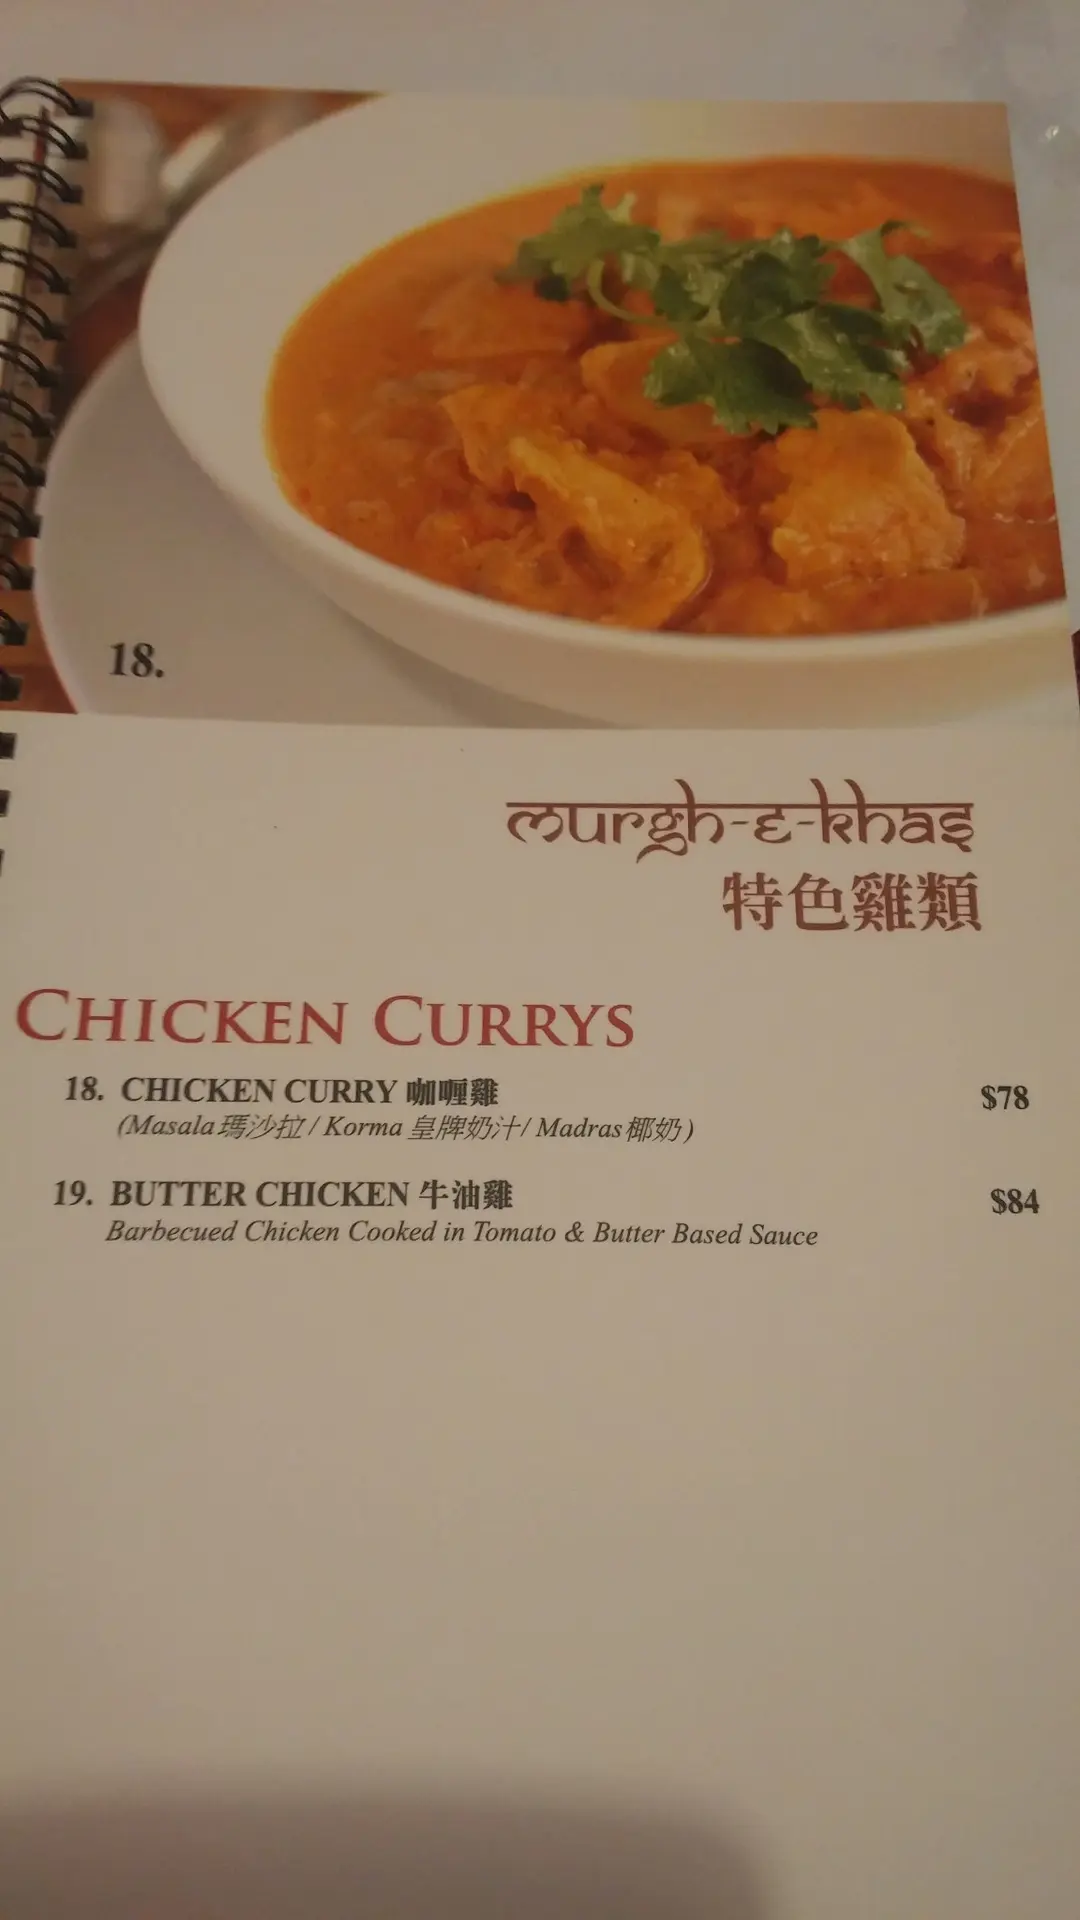 18.
murgh-e-khas
特色雞類
CHICKEN CURRYS
18. CHICKEN CURRY 咖喱雞 $78
(Masala 瑪沙拉 / Korma 皇牌奶汁 / Madras 椰奶)
19. BUTTER CHICKEN 牛油雞 $84
Barbecued Chicken Cooked in Tomato & Butter Based Sauce